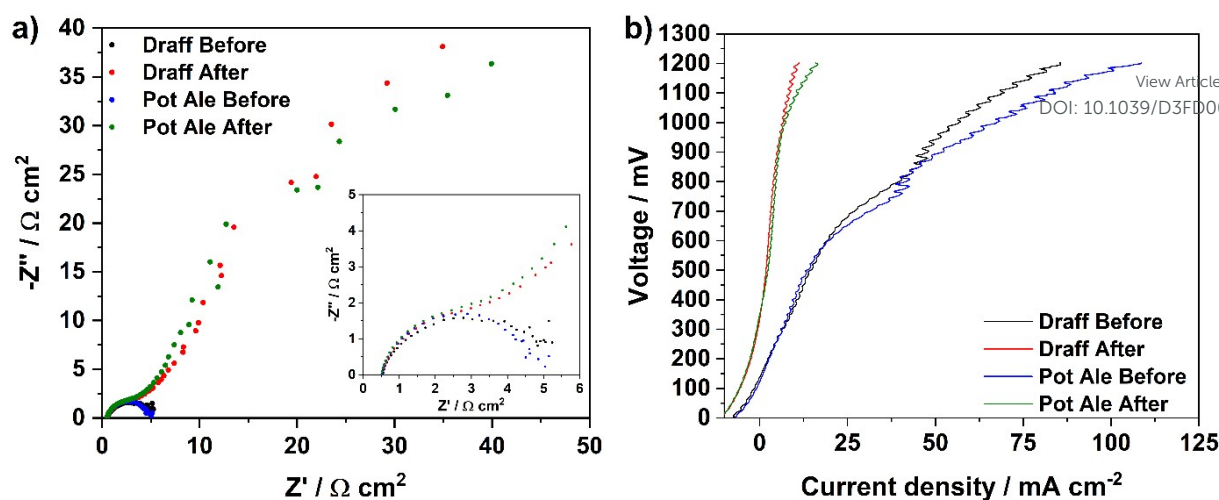 a)
-Z" / Ω cm²
40
35
30
25
20
15
10
5
0
Draff Before
Draff After
Pot Ale Before
Pot Ale After
-Z" / Ω cm²
5
4
3
2
1
0
0 1 2 3 4 5 6
Z' / Ω cm²
0 10 20 30 40 50
Z' / Ω cm²
b)
Voltage / mV
1300
1200
1100
1000
900
800
700
600
500
400
300
200
100
0
View Article
DOI: 10.1039/D3FD00
Draff Before
Draff After
Pot Ale Before
Pot Ale After
0 25 50 75 100 125
Current density / mA cm⁻²